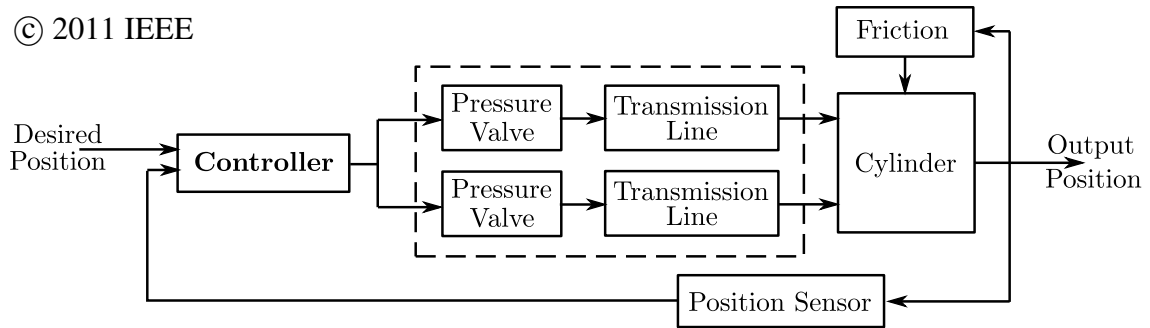 © 2011 IEEE
Friction
Pressure
Valve
Transmission
Line
Desired
Position
Controller
Cylinder
Output
Position
Pressure
Valve
Transmission
Line
Position Sensor